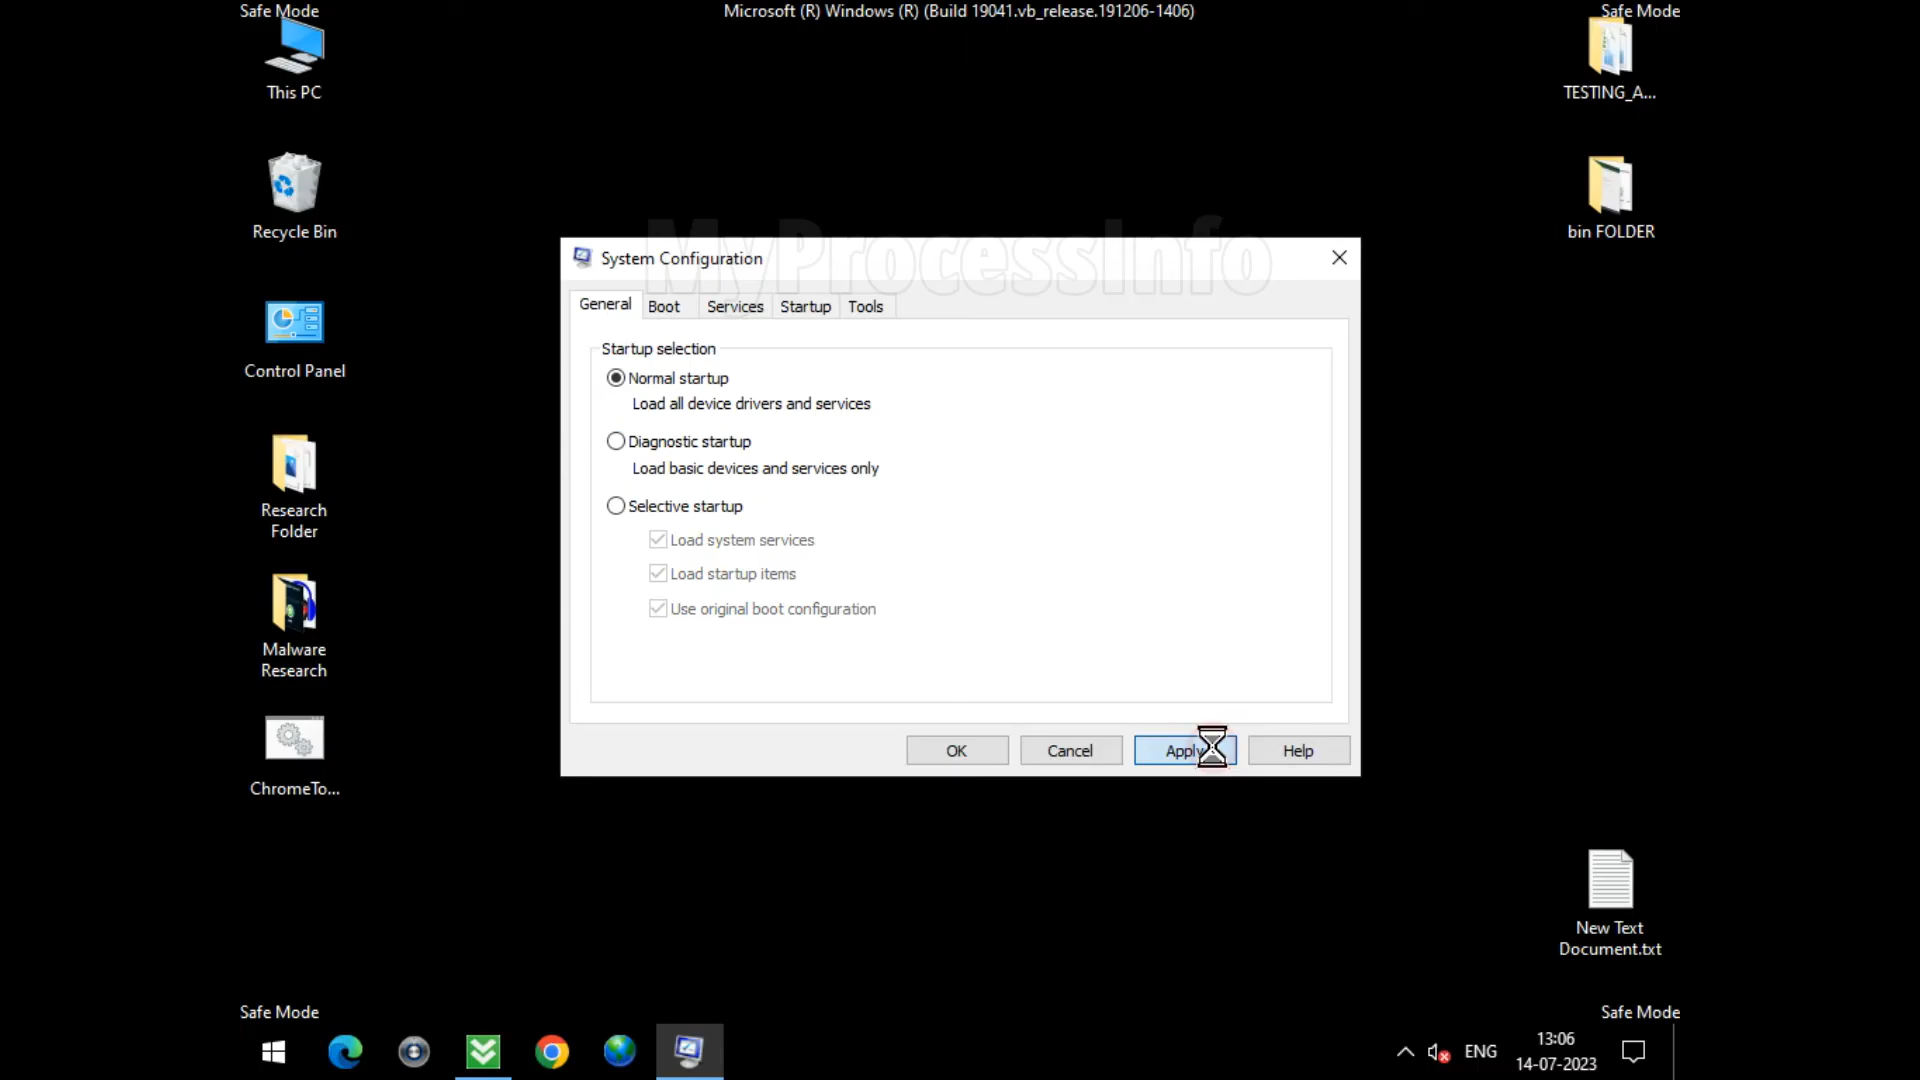 Safe Mode
Microsoft (R) Windows (R) (Build 19041.vb_release.191206-1406)
Safe Mode
This PC
TESTING_A...
Recycle Bin
bin FOLDER
MyProcessInfo
System Configuration
General
Boot
Services
Startup
Tools
Startup selection
Normal startup
Load all device drivers and services
Control Panel
Diagnostic startup
Load basic devices and services only
Selective startup
Load system services
Load startup items
Use original boot configuration
Research
Folder
Malware
Research
OK
Cancel
Apply
Help
ChromeTo...
New Text
Document.txt
Safe Mode
Safe Mode
ENG
13:06
14-07-2023